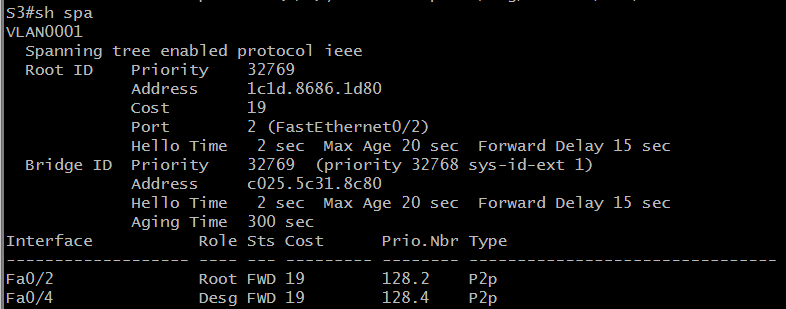 S3#sh spa
VLAN0001
  Spanning tree enabled protocol ieee
  Root ID    Priority    32769
             Address     1c1d.8686.1d80
             Cost        19
             Port        2 (FastEthernet0/2)
             Hello Time   2 sec  Max Age 20 sec  Forward Delay 15 sec
  Bridge ID  Priority    32769  (priority 32768 sys-id-ext 1)
             Address     c025.5c31.8c80
             Hello Time   2 sec  Max Age 20 sec  Forward Delay 15 sec
             Aging Time  300 sec
Interface           Role Sts Cost      Prio.Nbr Type
------------------- ---- --- --------- -------- --------------------------------
Fa0/2               Root FWD 19        128.2    P2p
Fa0/4               Desg FWD 19        128.4    P2p